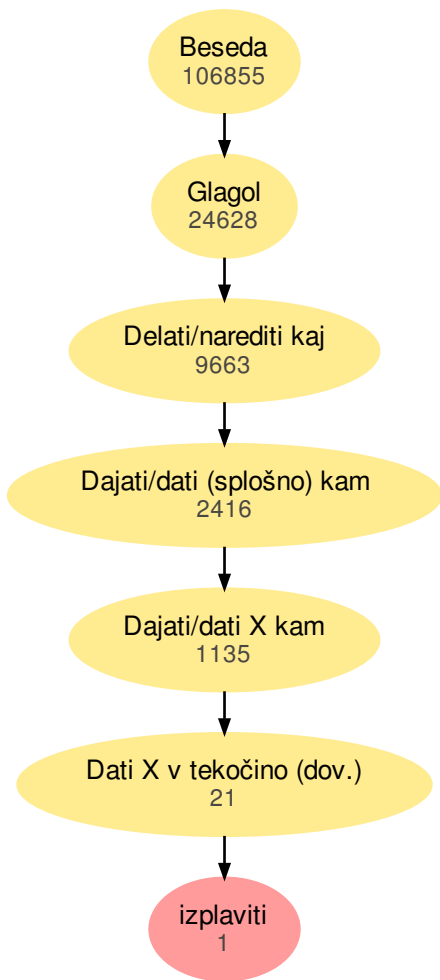 Beseda
106855
Glagol
24628
Delati/narediti kaj
9663
Dajati/dati (splošno) kam
2416
Dajati/dati X kam
1135
Dati X v tekočino (dov.)
21
izplaviti
1